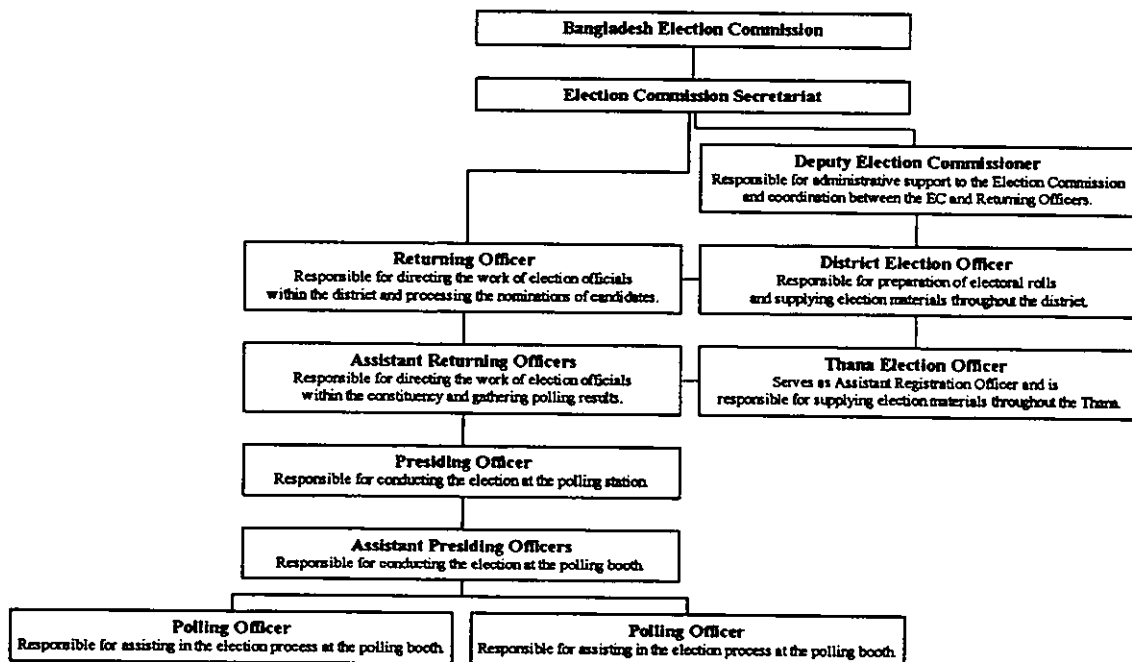 Bangladesh Election Commission
Election Commission Secretariat
Deputy Election Commissioner
Responsible for administrative support to the Election Commission
and coordination between the EC and Returning Officers.
Returning Officer
Responsible for directing the work of election officials
within the district and processing the nominations of candidates.
District Election Officer
Responsible for preparation of electoral rolls
and supplying election materials throughout the district.
Assistant Returning Officers
Responsible for directing the work of election officials
within the constituency and gathering polling results.
Thana Election Officer
Serves as Assistant Registration Officer and is
responsible for supplying election materials throughout the Thana.
Presiding Officer
Responsible for conducting the election at the polling station.
Assistant Presiding Officers
Responsible for conducting the election at the polling booth.
Polling Officer
Responsible for assisting in the election process at the polling booth.
Polling Officer
Responsible for assisting in the election process at the polling booth.